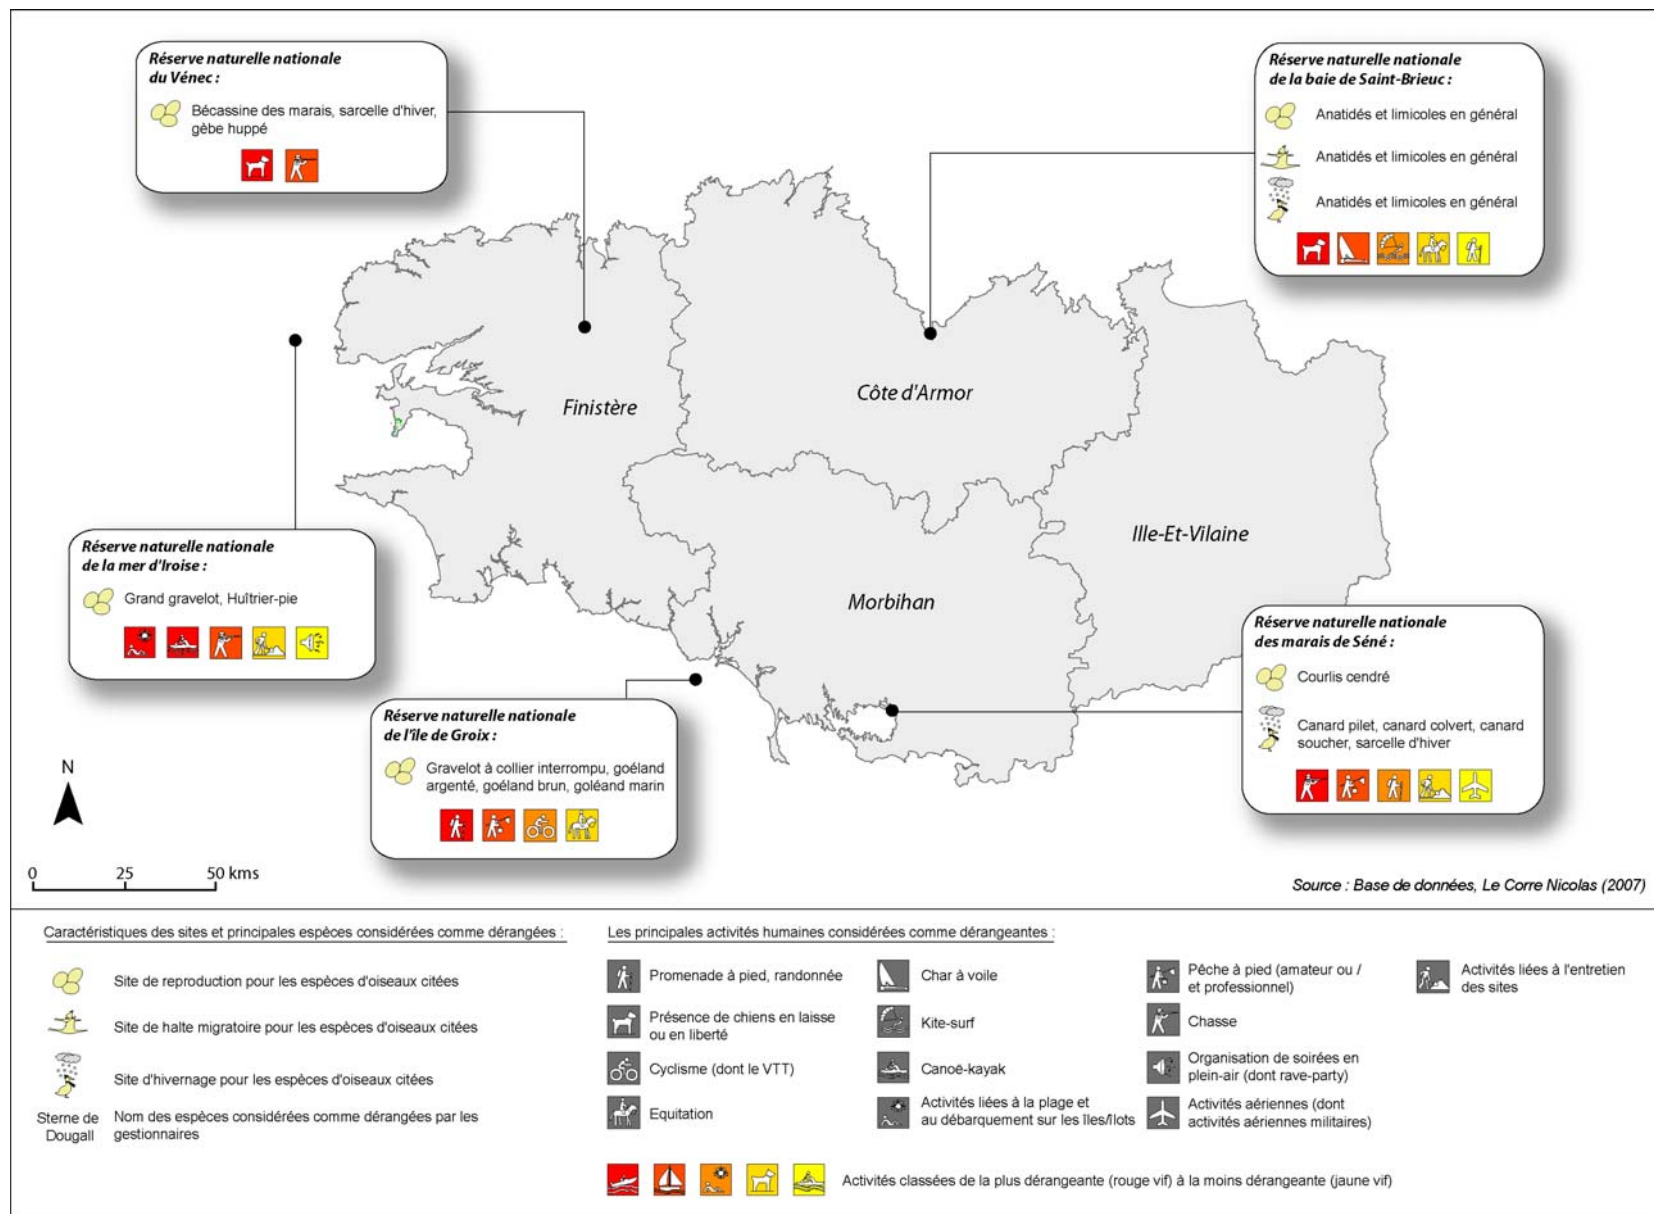 Réserve naturelle nationale
du Vénec :
Bécassine des marais, sarcelle d'hiver,
gèbe huppé
Réserve naturelle nationale
de la baie de Saint-Brieuc :
Anatidés et limicoles en général
Anatidés et limicoles en général
Anatidés et limicoles en général
Finistère
Côte d'Armor
Ille-Et-Vilaine
Morbihan
Réserve naturelle nationale
de la mer d'Iroise :
Grand gravelot, Huîtrier-pie
Réserve naturelle nationale
de l'île de Groix :
Gravelot à collier interrompu, goéland
argenté, goéland brun, goléand marin
Réserve naturelle nationale
des marais de Séné :
Courlis cendré
Canard pilet, canard colvert, canard
soucher, sarcelle d'hiver
N
0 25 50 kms
Source : Base de données, Le Corre Nicolas (2007)
Caractéristiques des sites et principales espèces considérées comme dérangées :
Site de reproduction pour les espèces d'oiseaux citées
Site de halte migratoire pour les espèces d'oiseaux citées
Site d'hivernage pour les espèces d'oiseaux citées
Sterne de
Dougall
Nom des espèces considérées comme dérangées par les
gestionnaires
Les principales activités humaines considérées comme dérangeantes :
Promenade à pied, randonnée
Présence de chiens en laisse
ou en liberté
Cyclisme (dont le VTT)
Equitation
Char à voile
Kite-surf
Canoë-kayak
Activités liées à la plage et
au débarquement sur les îles/îlots
Pêche à pied (amateur ou /
et professionnel)
Chasse
Organisation de soirées en
plein-air (dont rave-party)
Activités aériennes (dont
activités aériennes militaires)
Activités liées à l'entretien
des sites
Activités classées de la plus dérangeante (rouge vif) à la moins dérangeante (jaune vif)